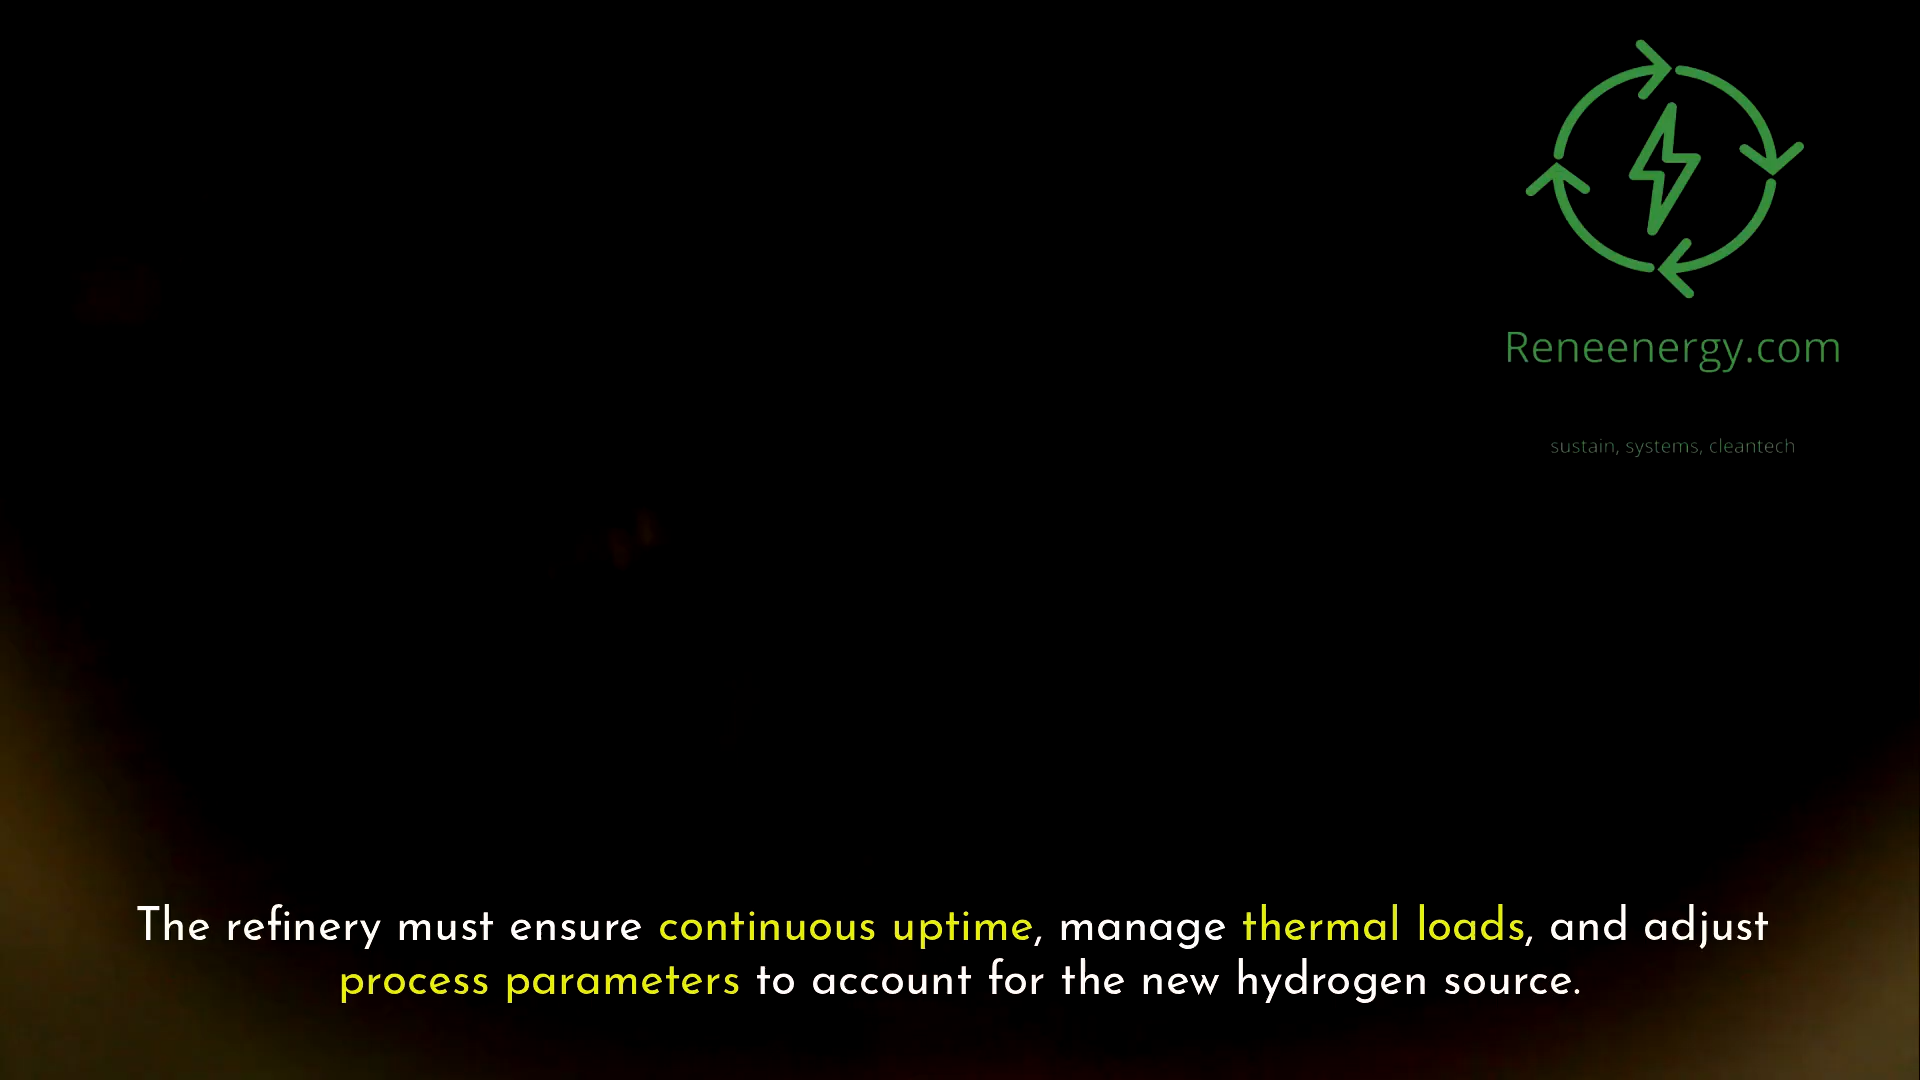 Reneenergy.com
sustain, systems, cleantech
The refinery must ensure continuous uptime, manage thermal loads, and adjust
process parameters to account for the new hydrogen source.